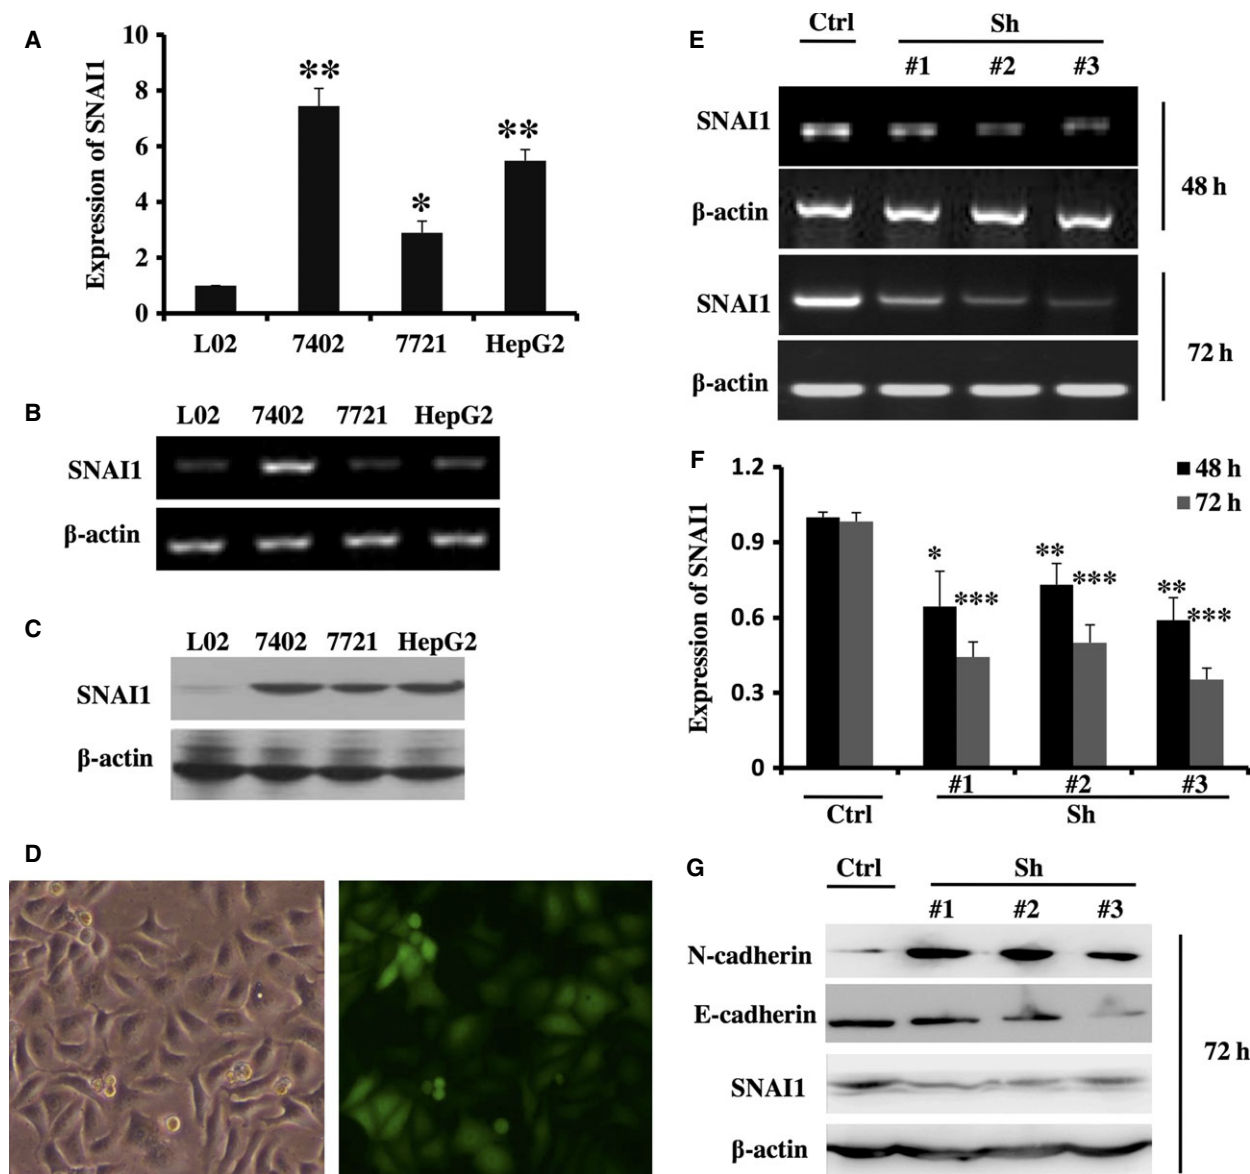 A
Expression of SNAI1
10
8
6
4
2
0
**
*
**
L02 7402 7721 HepG2
B
L02 7402 7721 HepG2
SNAI1
β-actin
C
L02 7402 7721 HepG2
SNAI1
β-actin
D
E
Ctrl Sh
#1 #2 #3
SNAI1
β-actin
48 h
SNAI1
β-actin
72 h
F
Expression of SNAI1
1.2
0.9
0.6
0.3
0
48 h
72 h
* *** ** *** ** ***
#1 #2 #3
Ctrl Sh
G
Ctrl Sh
#1 #2 #3
N-cadherin
E-cadherin
SNAI1
β-actin
72 h